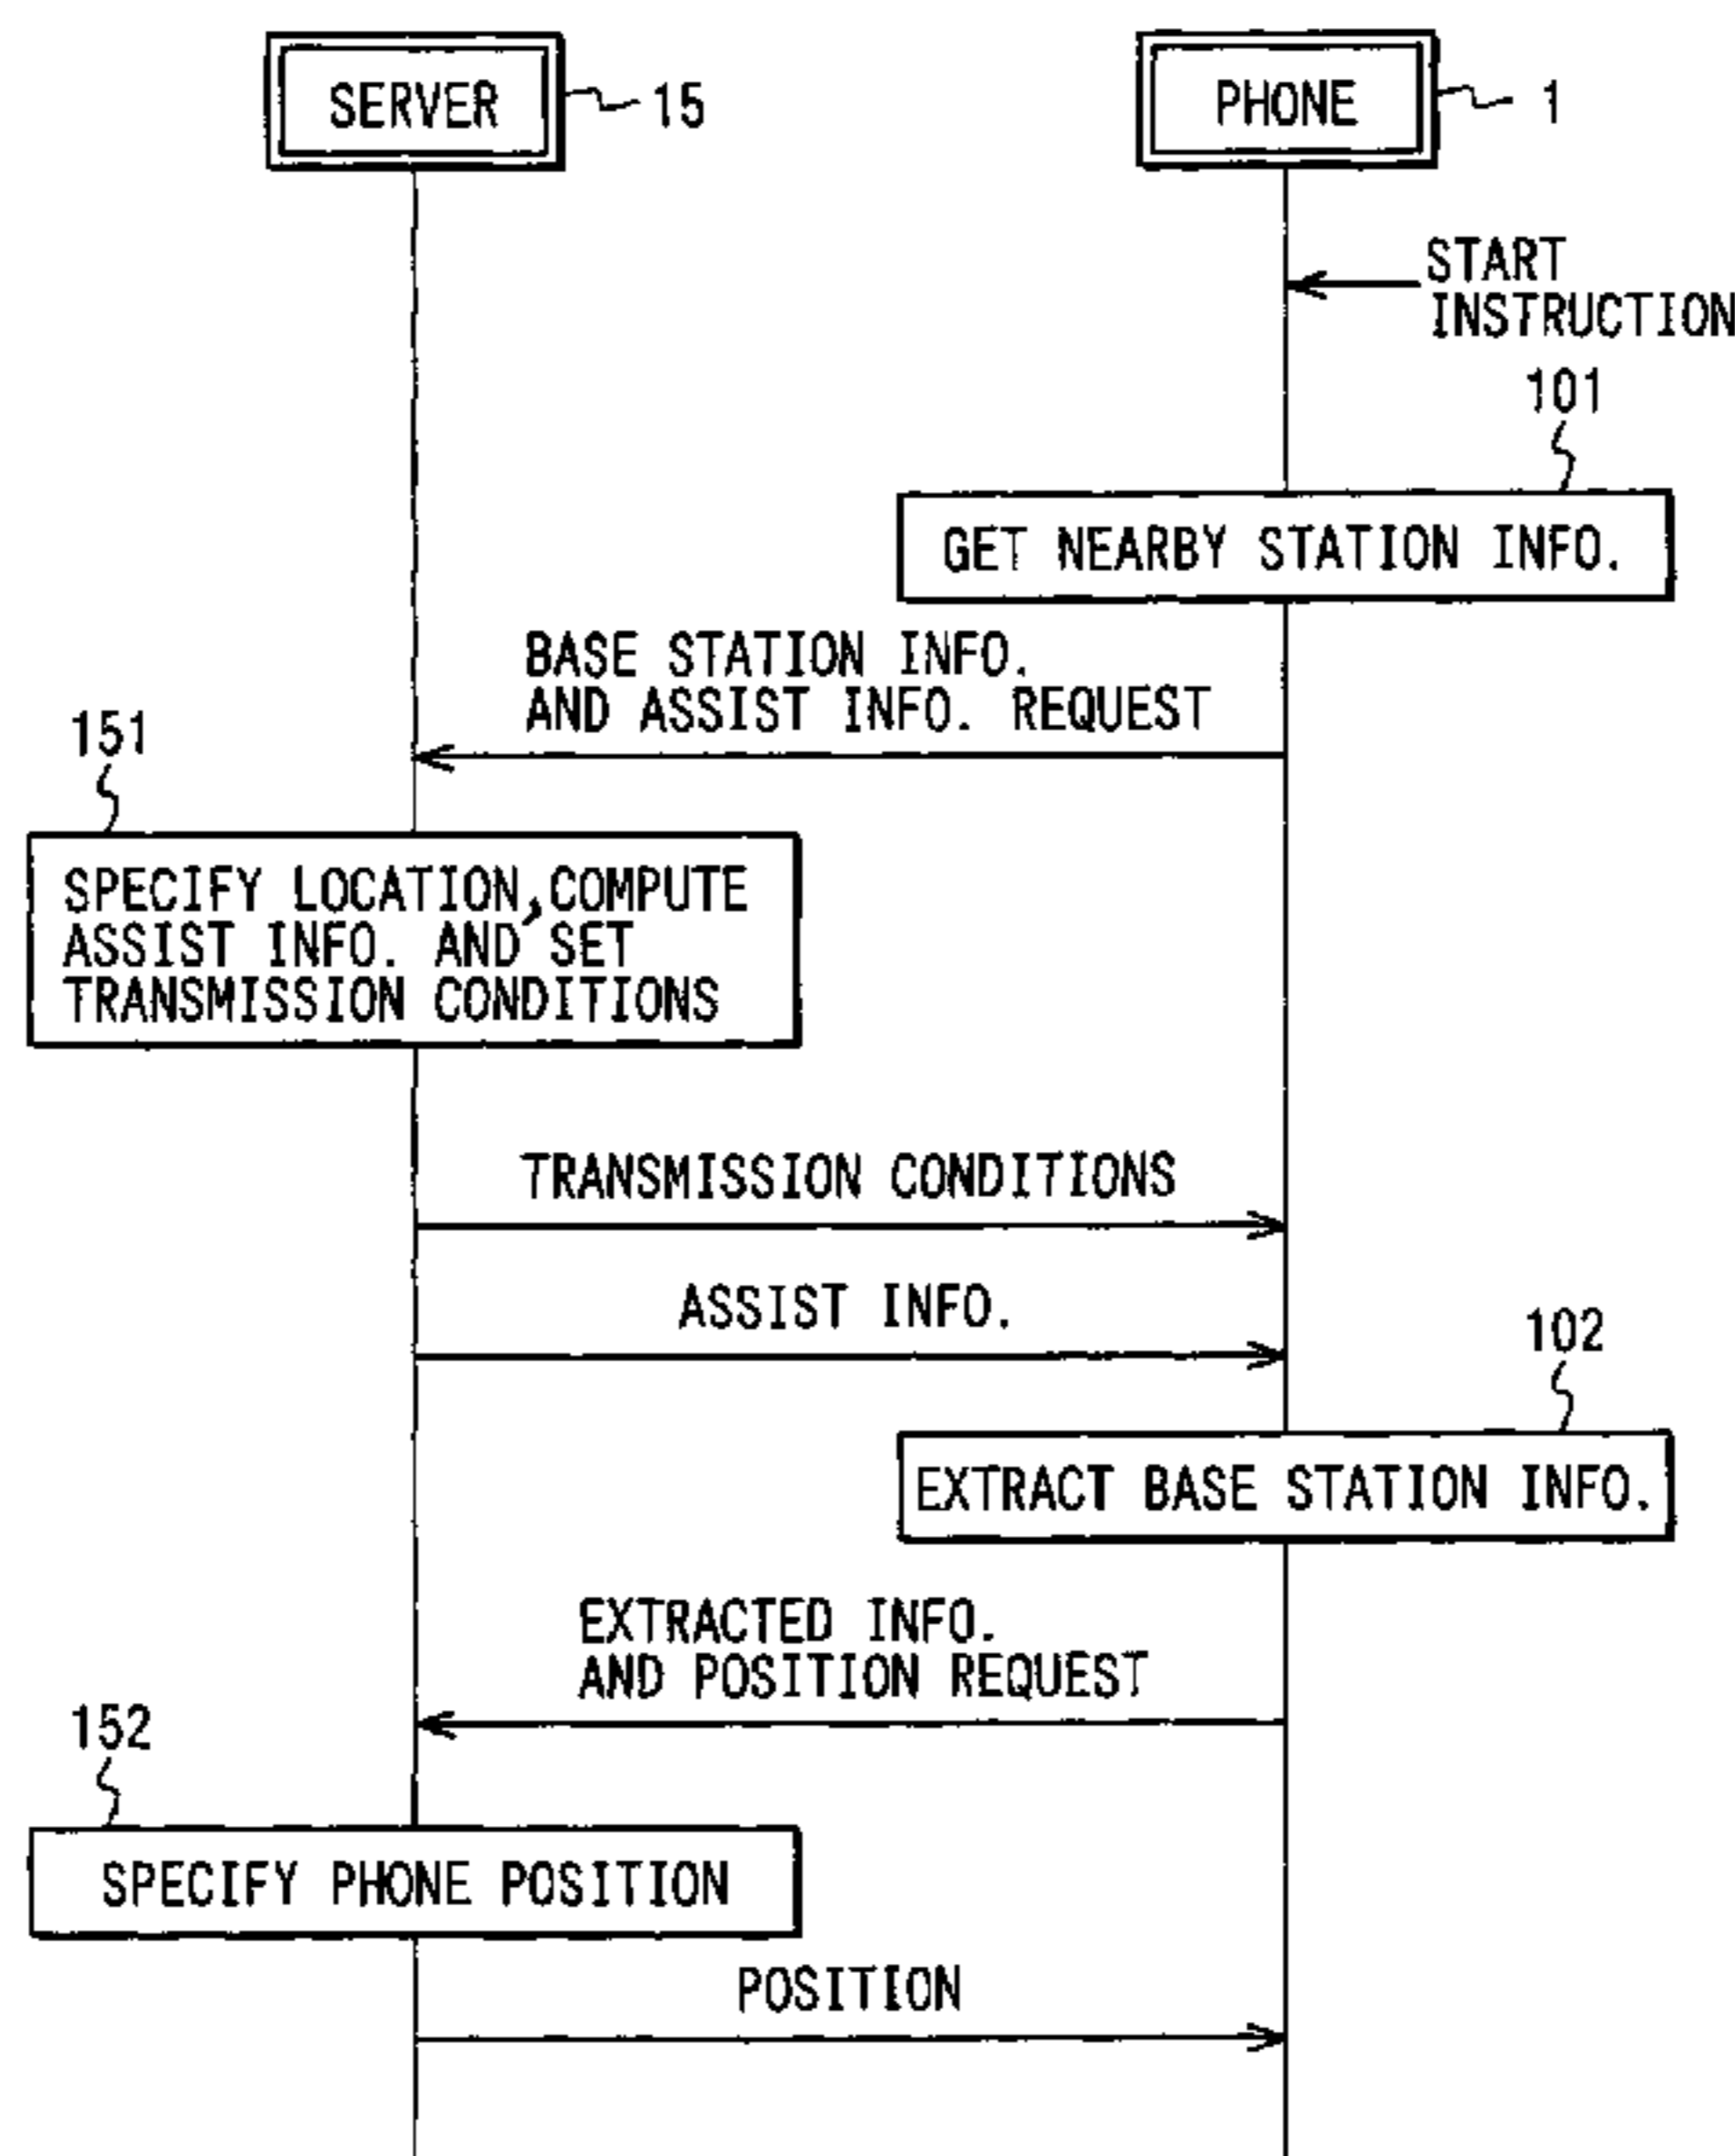 SERVER
15
PHONE
1
START
INSTRUCTION
101
GET NEARBY STATION INFO.
BASE STATION INFO.
AND ASSIST INFO. REQUEST
151
SPECIFY LOCATION,COMPUTE
ASSIST INFO. AND SET
TRANSMISSION CONDITIONS
TRANSMISSION CONDITIONS
ASSIST INFO.
102
EXTRACT BASE STATION INFO.
EXTRACTED INFO.
AND POSITION REQUEST
152
SPECIFY PHONE POSITION
POSITION